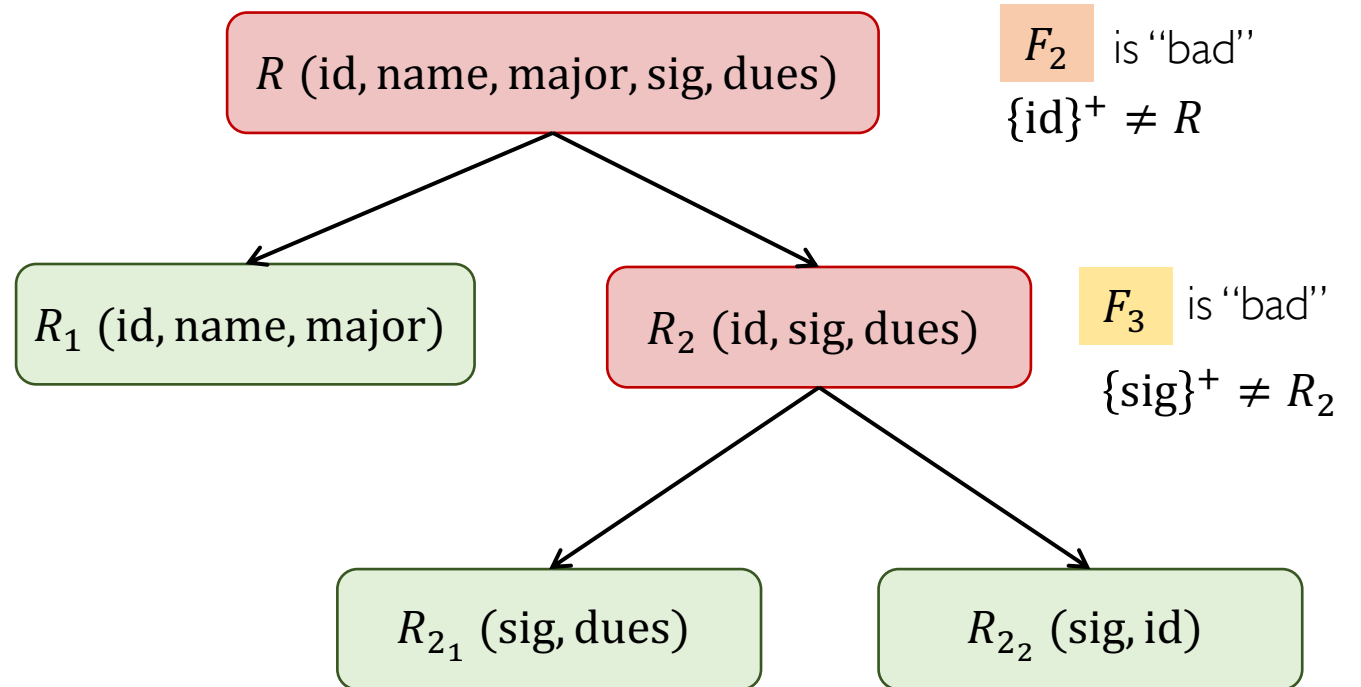 R (id, name, major, sig, dues)
F₂ is “bad”
{id}⁺ ≠ R
R₁ (id, name, major)
R₂ (id, sig, dues)
F₃ is “bad”
{sig}⁺ ≠ R₂
R₂₁ (sig, dues)
R₂₂ (sig, id)